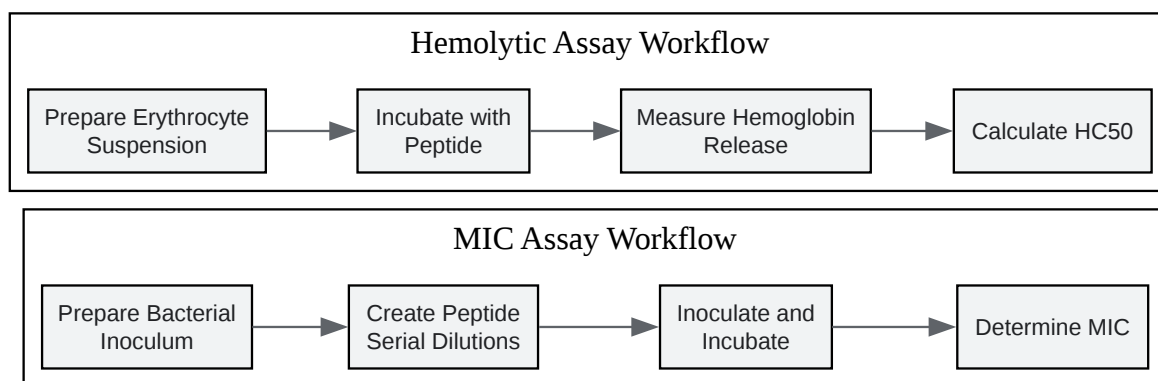 Hemolytic Assay Workflow
Prepare Erythrocyte
Suspension
Incubate with
Peptide
Measure Hemoglobin
Release
Calculate HC50
MIC Assay Workflow
Prepare Bacterial
Inoculum
Create Peptide
Serial Dilutions
Inoculate and
Incubate
Determine MIC